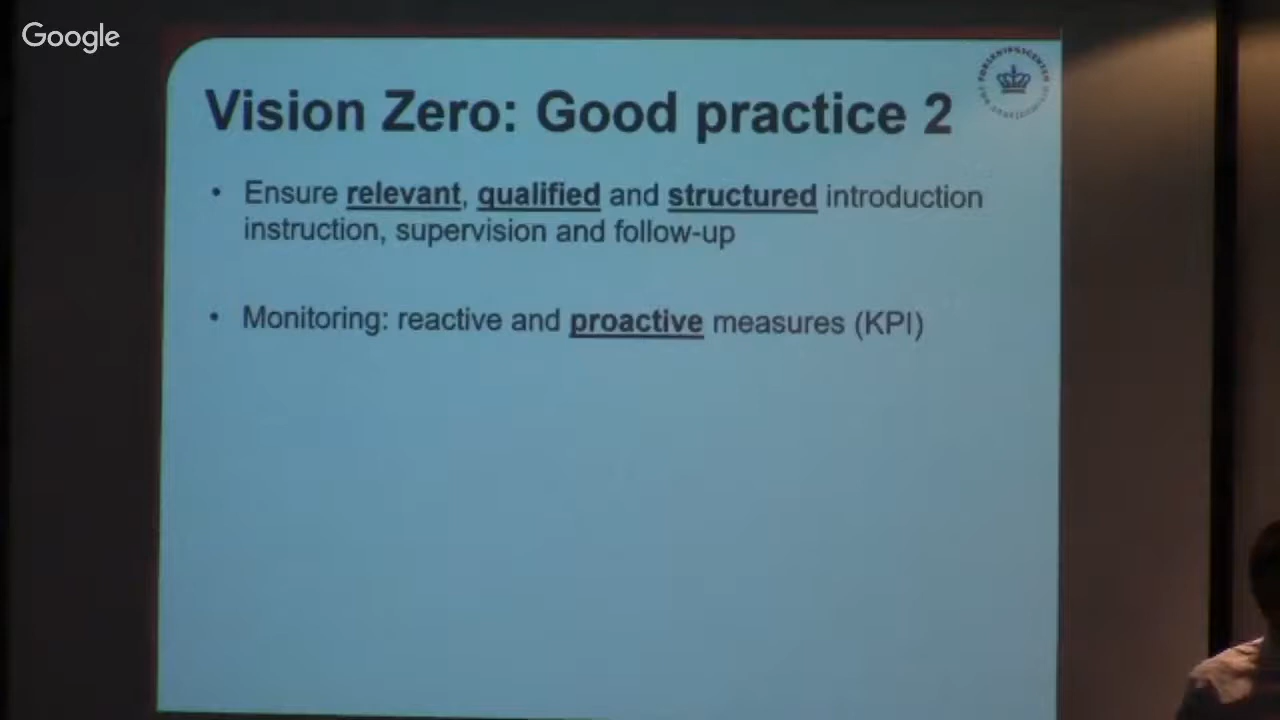 Google
Vision Zero: Good practice 2
• Ensure relevant, qualified and structured introduction
instruction, supervision and follow-up
• Monitoring: reactive and proactive measures (KPI)